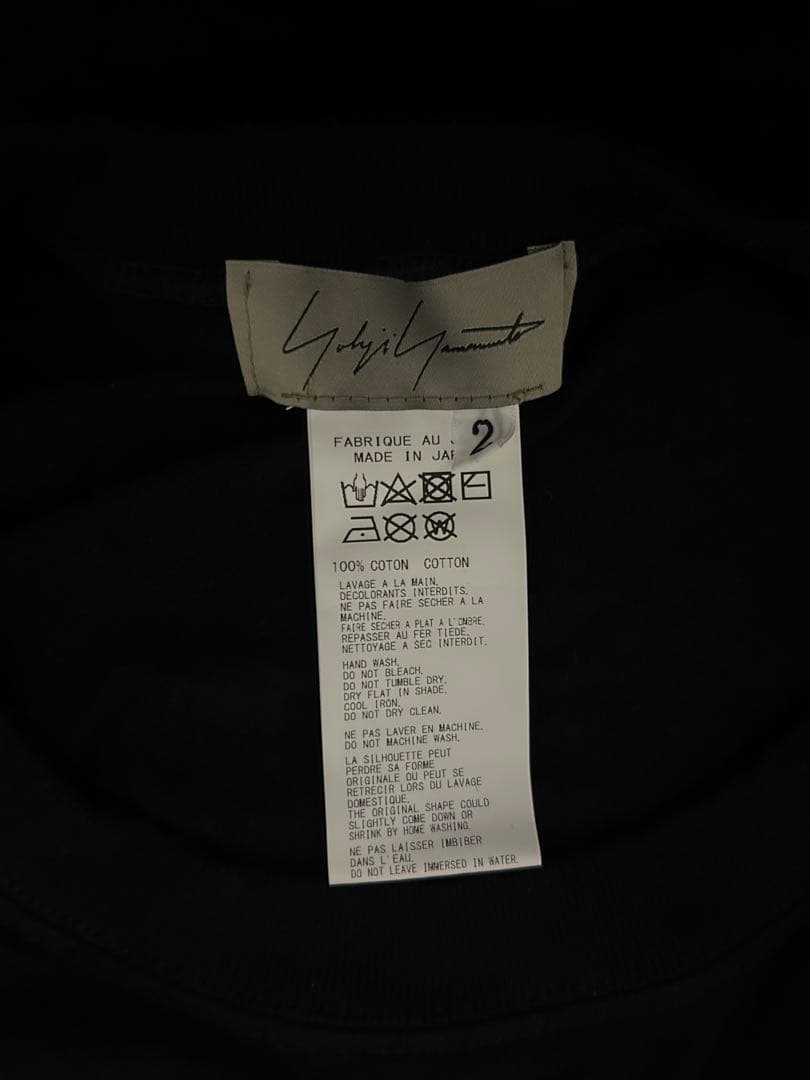 Yohji Yamamoto
2
FABRIQUE AU
MADE IN JAP
W
100% COTON COTTON
LAVAGE A LA MAIN.
DECOLORANTS INTERDITS.
NE PAS FAIRE SECHER A LA
MACHINE.
FAIRE SECHER A PLAT A L'OMBRE.
REPASSER AU FER TIEDE.
NETTOYAGE A SEC INTERDIT.
HAND WASH.
DO NOT BLEACH.
DO NOT TUMBLE DRY.
DRY FLAT IN SHADE.
COOL IRON.
DO NOT DRY CLEAN.
NE PAS LAVER EN MACHINE.
DO NOT MACHINE WASH.
LA SILHOUETTE PEUT
PERDRE SA FORME
ORIGINALE OU PEUT SE
RETRECIR LORS DU LAVAGE
DOMESTIQUE.
THE ORIGINAL SHAPE COULD
SLIGHTLY COME DOWN OR
SHRINK BY HOME WASHING.
NE PAS LAISSER IMBIBER
DANS L'EAU.
DO NOT LEAVE IMMERSED IN WATER.